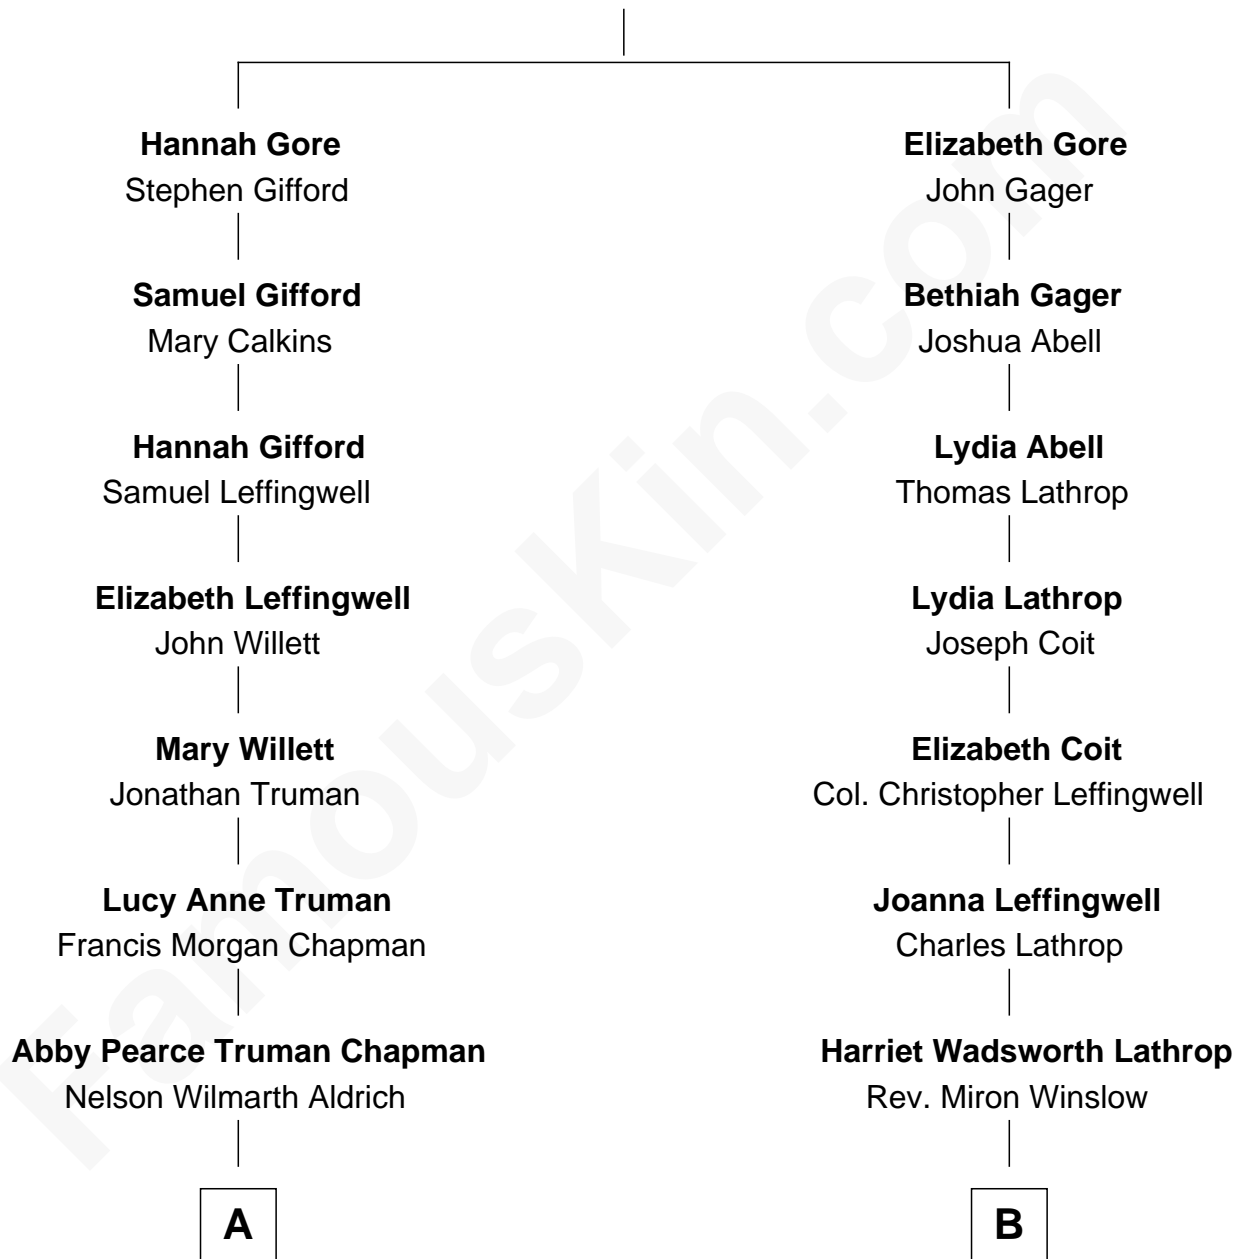 Hannah Gore
Stephen Gifford
Samuel Gifford
Mary Calkins
Hannah Gifford
Samuel Leffingwell
Elizabeth Leffingwell
John Willett
Mary Willett
Jonathan Truman
Lucy Anne Truman
Francis Morgan Chapman
Abby Pearce Truman Chapman
Nelson Wilmarth Aldrich
A
Elizabeth Gore
John Gager
Bethiah Gager
Joshua Abell
Lydia Abell
Thomas Lathrop
Lydia Lathrop
Joseph Coit
Elizabeth Coit
Col. Christopher Leffingwell
Joanna Leffingwell
Charles Lathrop
Harriet Wadsworth Lathrop
Rev. Miron Winslow
B
FamousKin.com